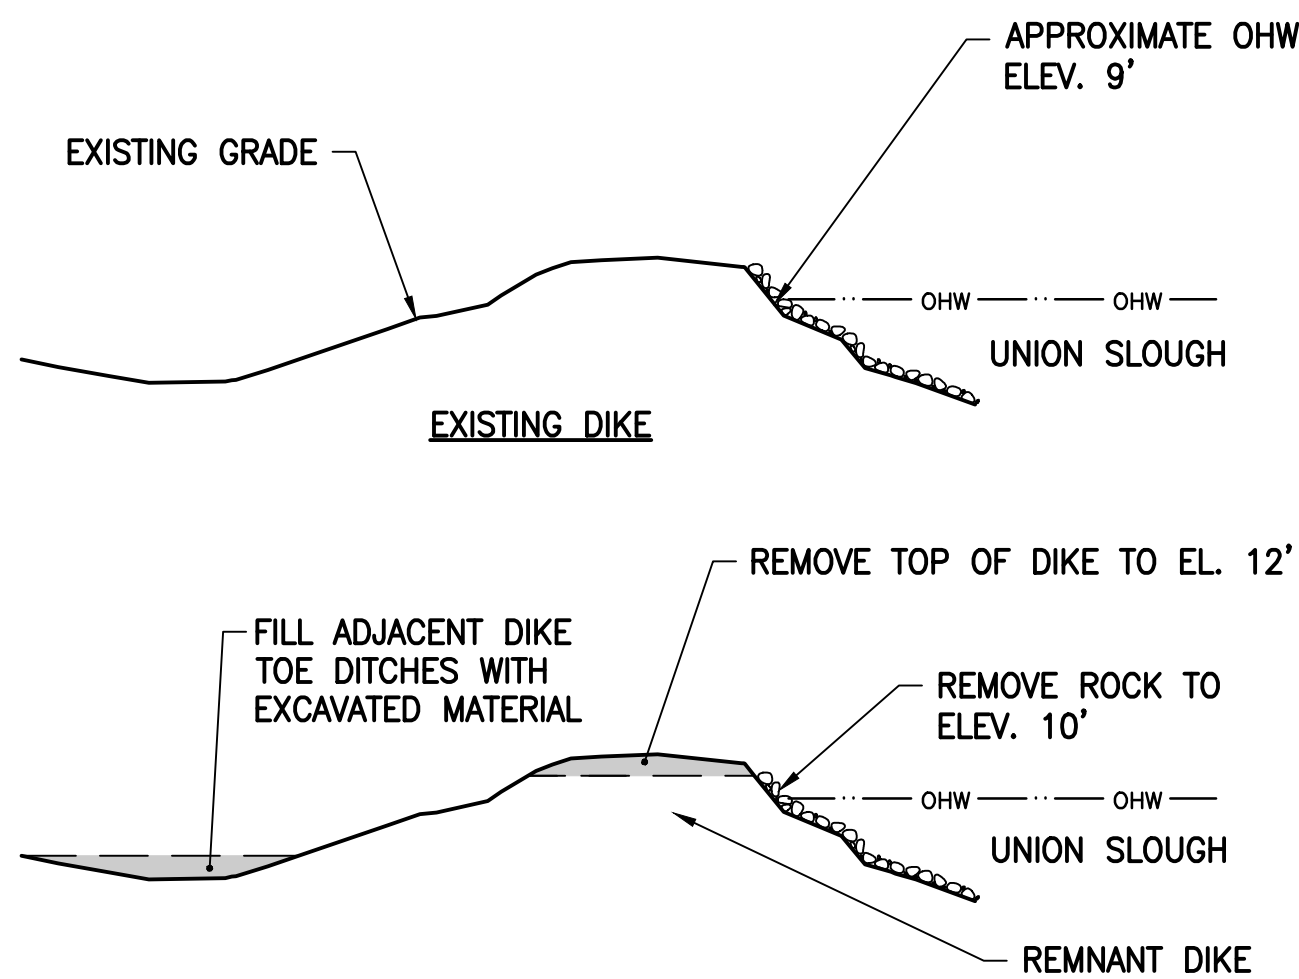 APPROXIMATE OHW
ELEV. 9'
EXISTING GRADE
OHW
OHW
UNION SLOUGH
EXISTING DIKE
REMOVE TOP OF DIKE TO EL. 12'
FILL ADJACENT DIKE
TOE DITCHES WITH
EXCAVATED MATERIAL
REMOVE ROCK TO
ELEV. 10'
OHW
OHW
UNION SLOUGH
REMNANT DIKE